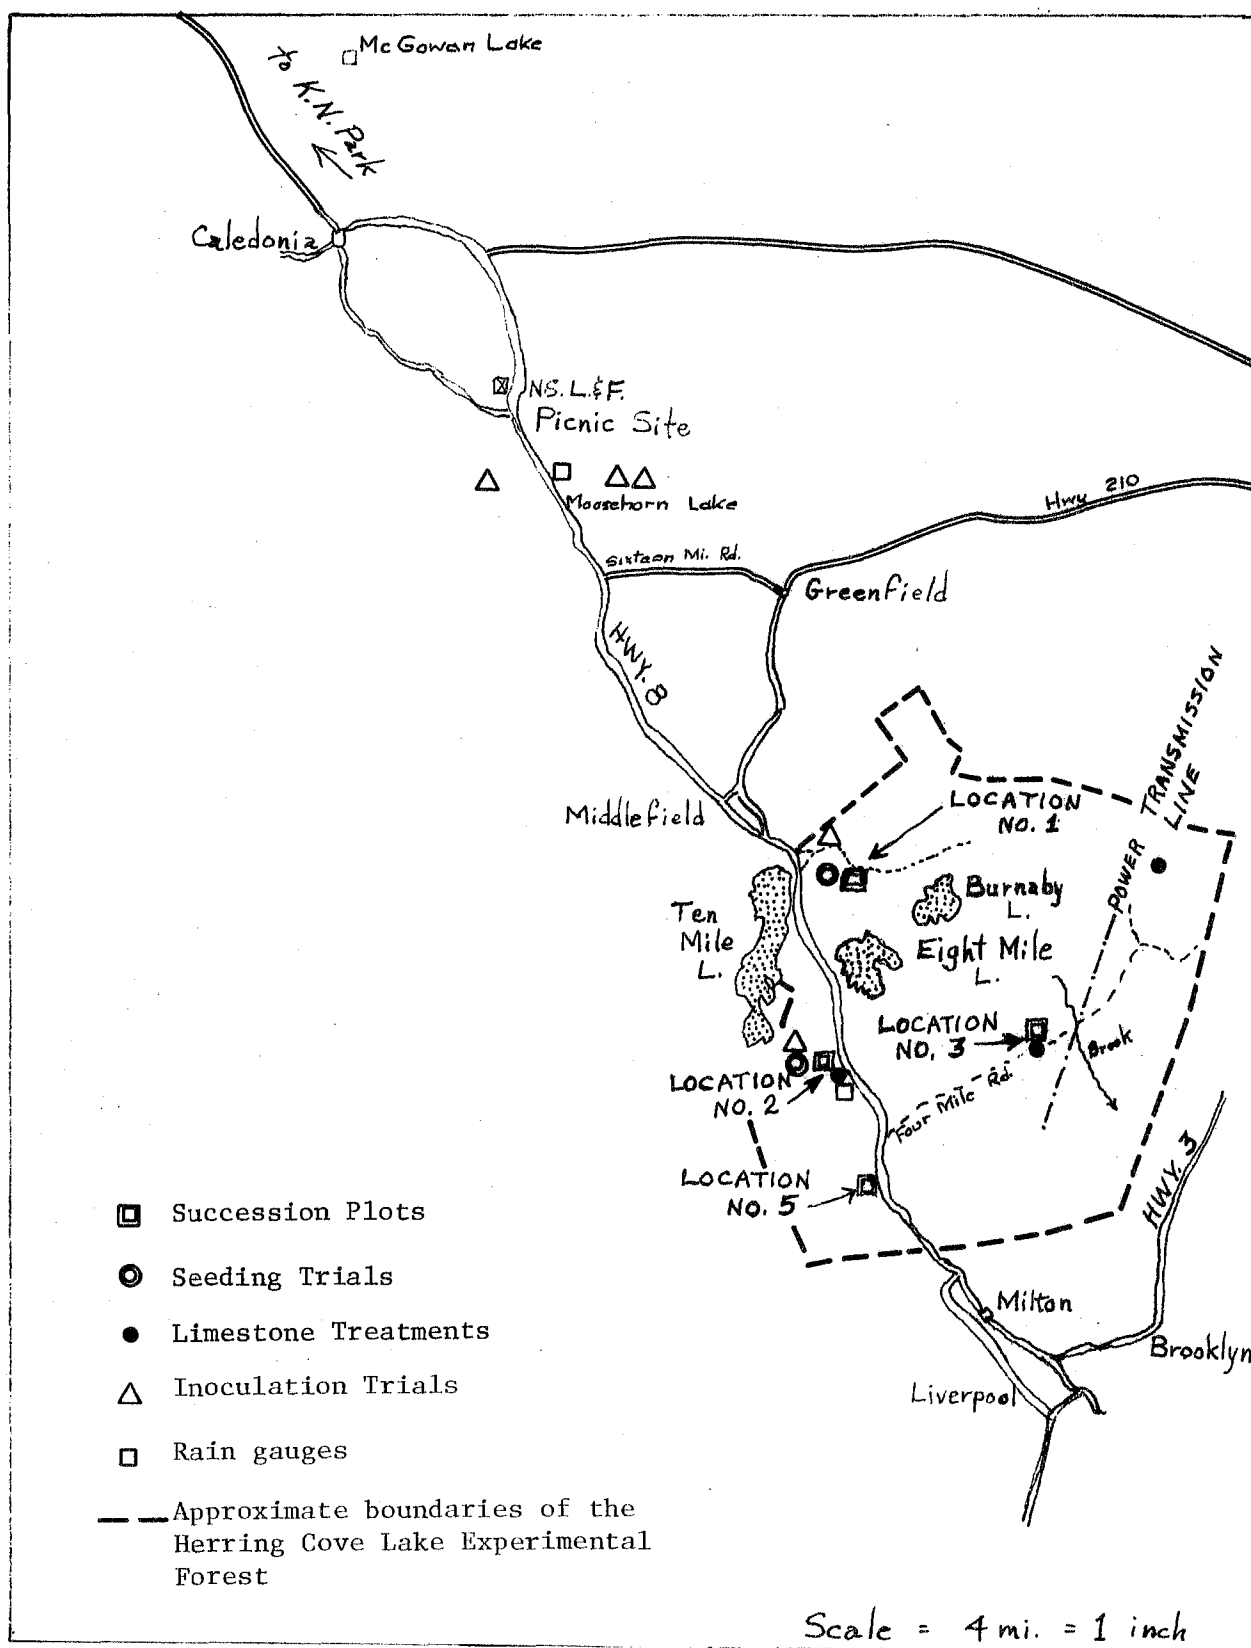 Mc Gowan Lake
To K.N. Park
Caledonia
N.S. L.&F.
Picnic Site
Moosehorn Lake
Hwy 210
Sixteen Mi. Rd.
Greenfield
HWY. 8
POWER TRANSMISSION
LINE
LOCATION
NO. 1
Middlefield
Burnaby
L.
Ten
Mile
L.
Eight Mile
L.
LOCATION
NO. 3
Brook
LOCATION
NO. 2
Four Mile Rd.
HWY. 3
LOCATION
NO. 5
Succession Plots
Seeding Trials
Milton
Limestone Treatments
Brooklyn
Inoculation Trials
Liverpool
Rain gauges
Approximate boundaries of the
Herring Cove Lake Experimental
Forest
Scale = 4 mi. = 1 inch